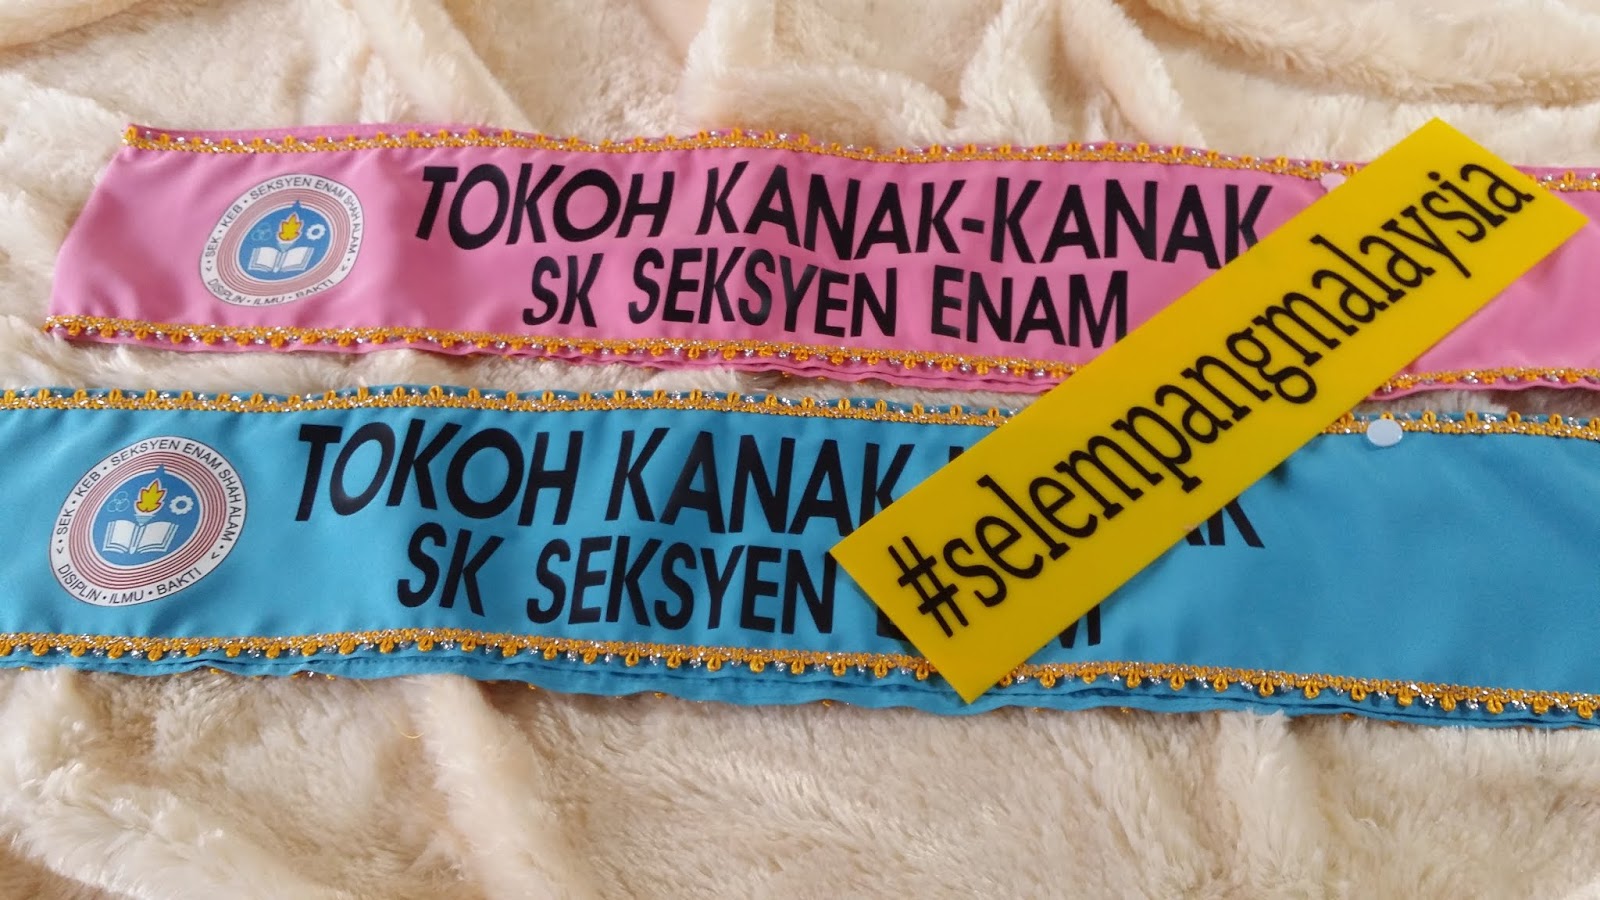 SEK • KEB • SEKSYEN ENAM SHAH ALAM
DISIPLIN • ILMU • BAKTI
TOKOH KANAK-KANAK
SK SEKSYEN ENAM
#selempangmalaysia
SEK • KEB • SEKSYEN ENAM SHAH ALAM
DISIPLIN • ILMU • BAKTI
TOKOH KANAK
SK SEKSYEN